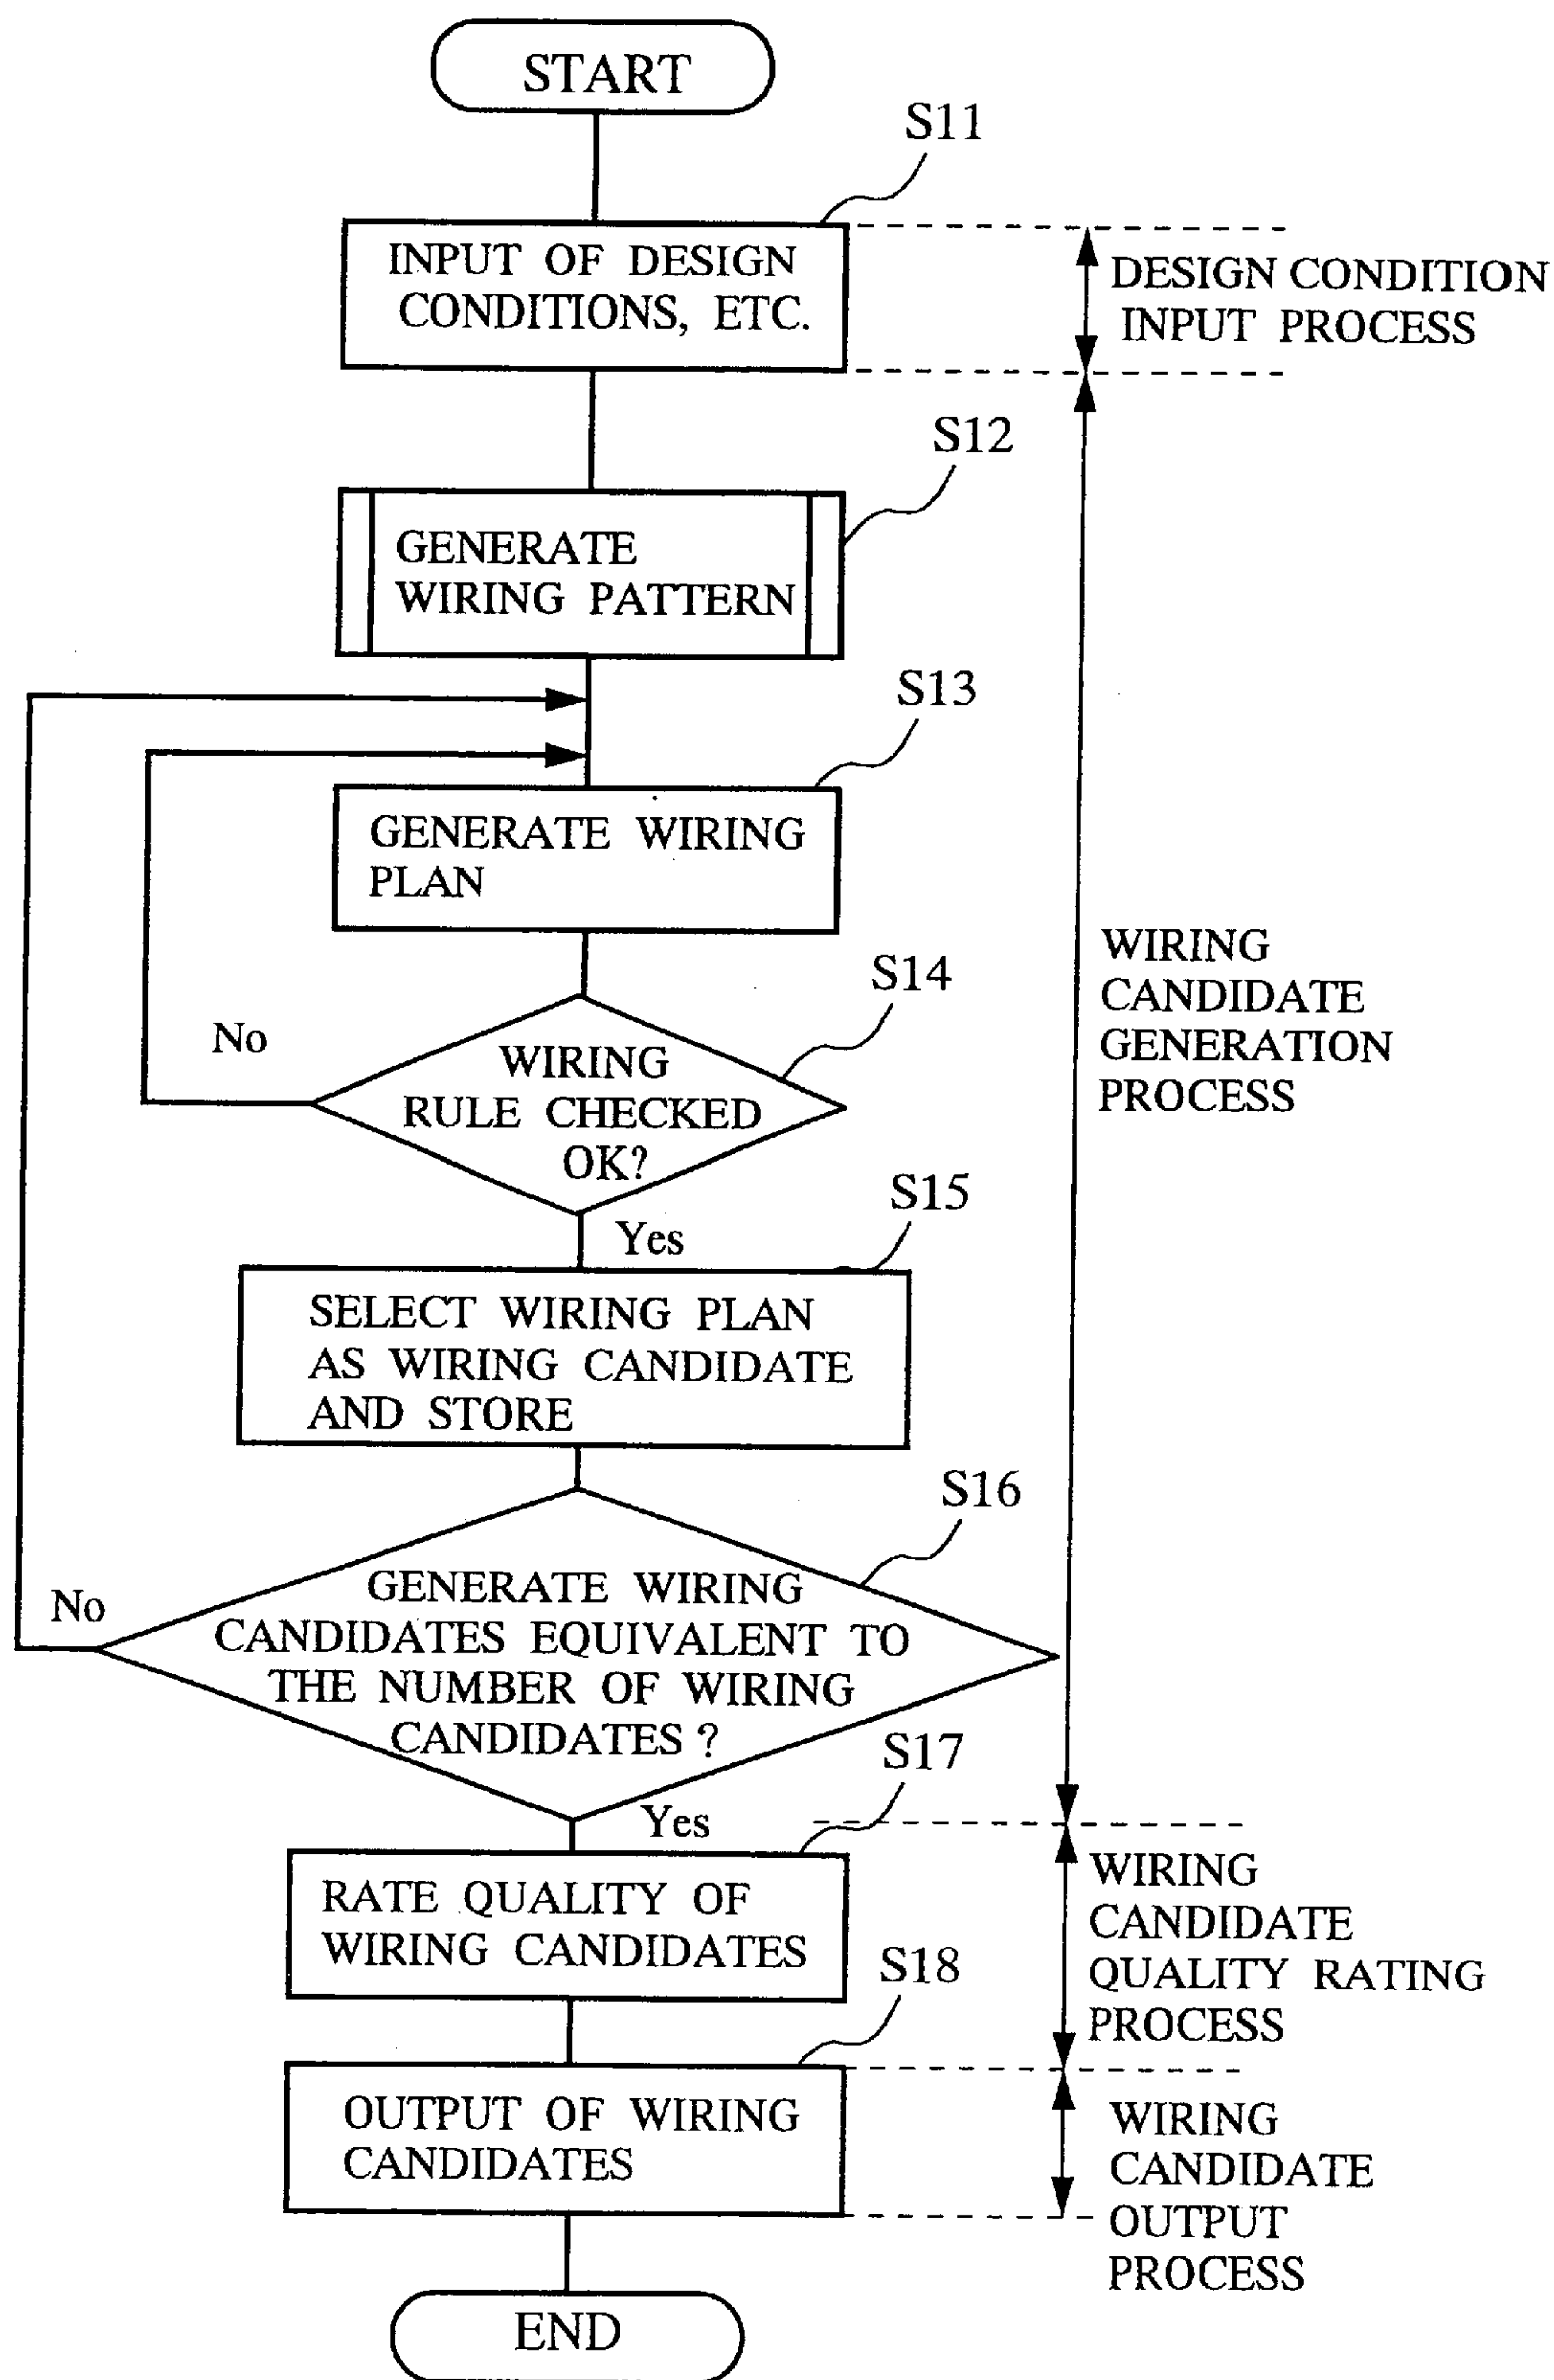 START
S11
INPUT OF DESIGN
CONDITIONS, ETC.
DESIGN CONDITION
INPUT PROCESS
S12
GENERATE
WIRING PATTERN
S13
GENERATE WIRING
PLAN
WIRING
CANDIDATE
GENERATION
PROCESS
S14
No
WIRING
RULE CHECKED
OK?
Yes
S15
SELECT WIRING PLAN
AS WIRING CANDIDATE
AND STORE
S16
No
GENERATE WIRING
CANDIDATES EQUIVALENT TO
THE NUMBER OF WIRING
CANDIDATES ?
Yes
S17
RATE QUALITY OF
WIRING CANDIDATES
WIRING
CANDIDATE
QUALITY RATING
PROCESS
S18
OUTPUT OF WIRING
CANDIDATES
WIRING
CANDIDATE
OUTPUT
PROCESS
END